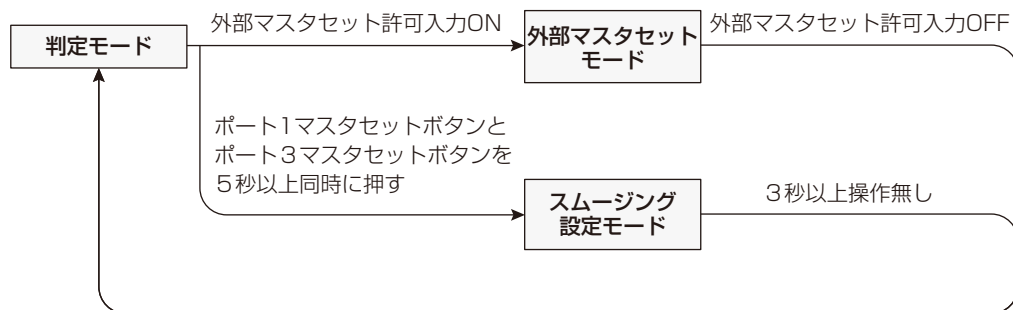 判定モード
外部マスタセット許可入力ON
外部マスタセット
モード
外部マスタセット許可入力OFF
ポート1マスタセットボタンと
ポート3マスタセットボタンを
5秒以上同時に押す
スムージング
設定モード
3秒以上操作無し